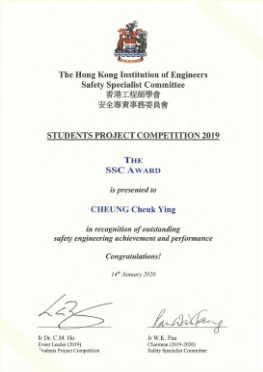 The Hong Kong Institution of Engineers
Safety Specialist Committee
香港工程師學會
安全專責事務委員會
STUDENTS PROJECT COMPETITION 2019
THE
SSC AWARD
is presented to
CHEUNG Cheuk Ying
in recognition of outstanding
safety engineering achievement and performance
Congratulations!
14th January 2020
Ir Dr. C.M. Ho
Event Leader (2019)
Students Project Competition
Ir W.K. Pau
Chairman (2019-2020)
Safety Specialist Committee